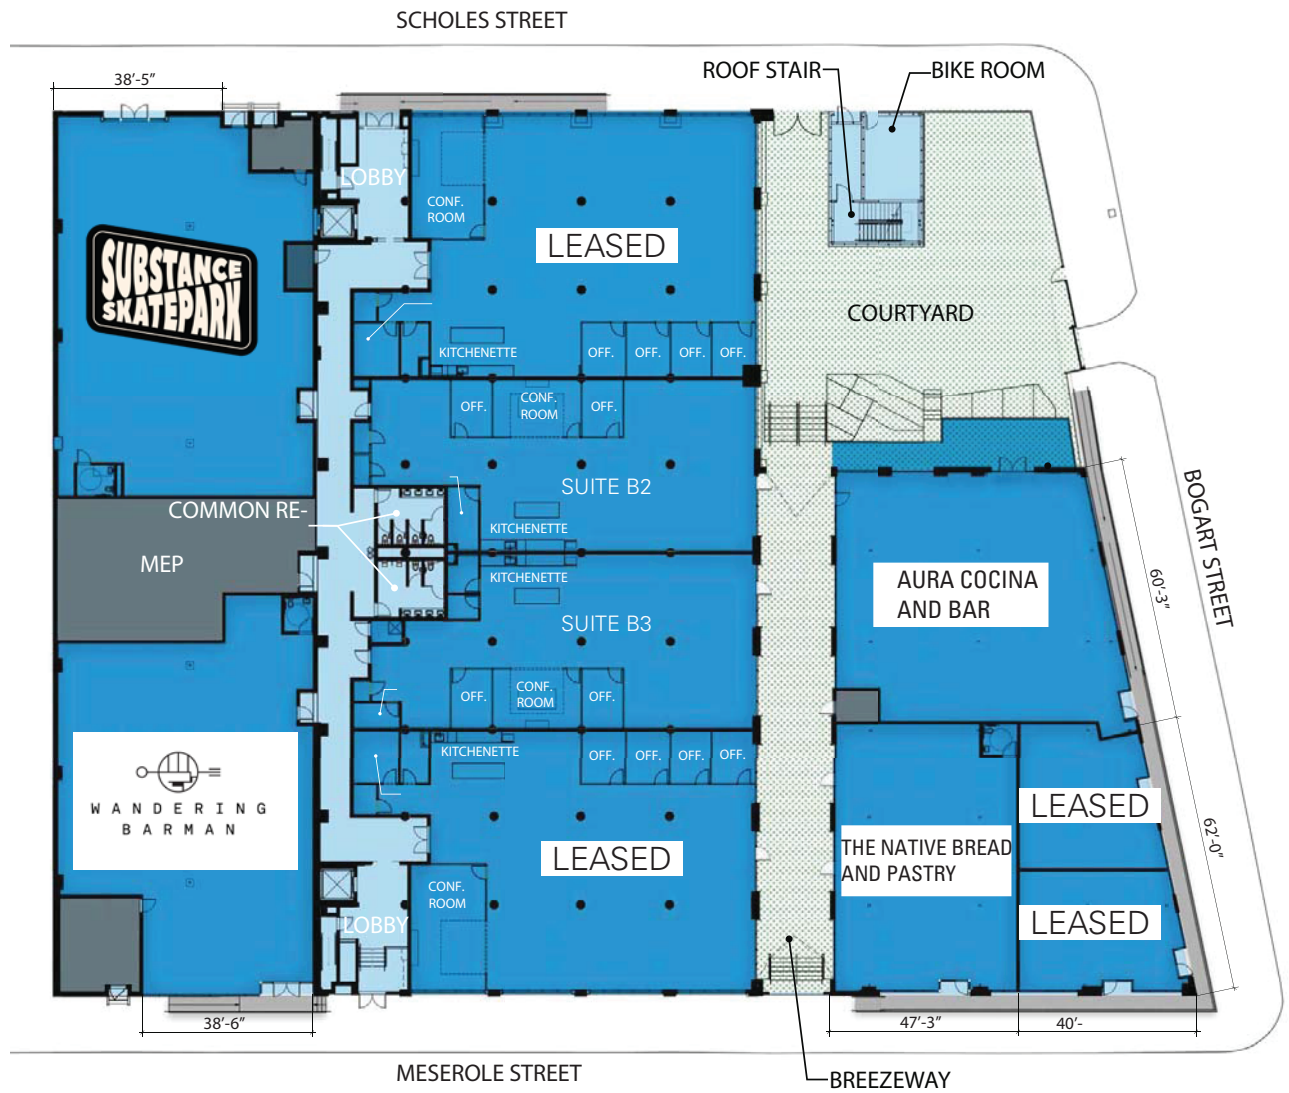 SCHOLES STREET
ROOF STAIR
BIKE ROOM
38'-5"
LOBBY
CONF.
ROOM
LEASED
SUBSTANCE
SKATEPARK
COURTYARD
KITCHENETTE
OFF.
OFF.
OFF.
OFF.
OFF.
CONF.
ROOM
OFF.
SUITE B2
COMMON RE-
KITCHENETTE
MEP
KITCHENETTE
SUITE B3
AURA COCINA
AND BAR
BOGART STREET
60'-3"
OFF.
CONF.
ROOM
OFF.
KITCHENETTE
OFF.
OFF.
OFF.
OFF.
WANDERING
BARMAN
LEASED
LEASED
62'-0"
THE NATIVE BREAD
AND PASTRY
CONF.
ROOM
LOBBY
LEASED
38'-6"
47'-3"
40'-
MESEROLE STREET
BREEZEWAY